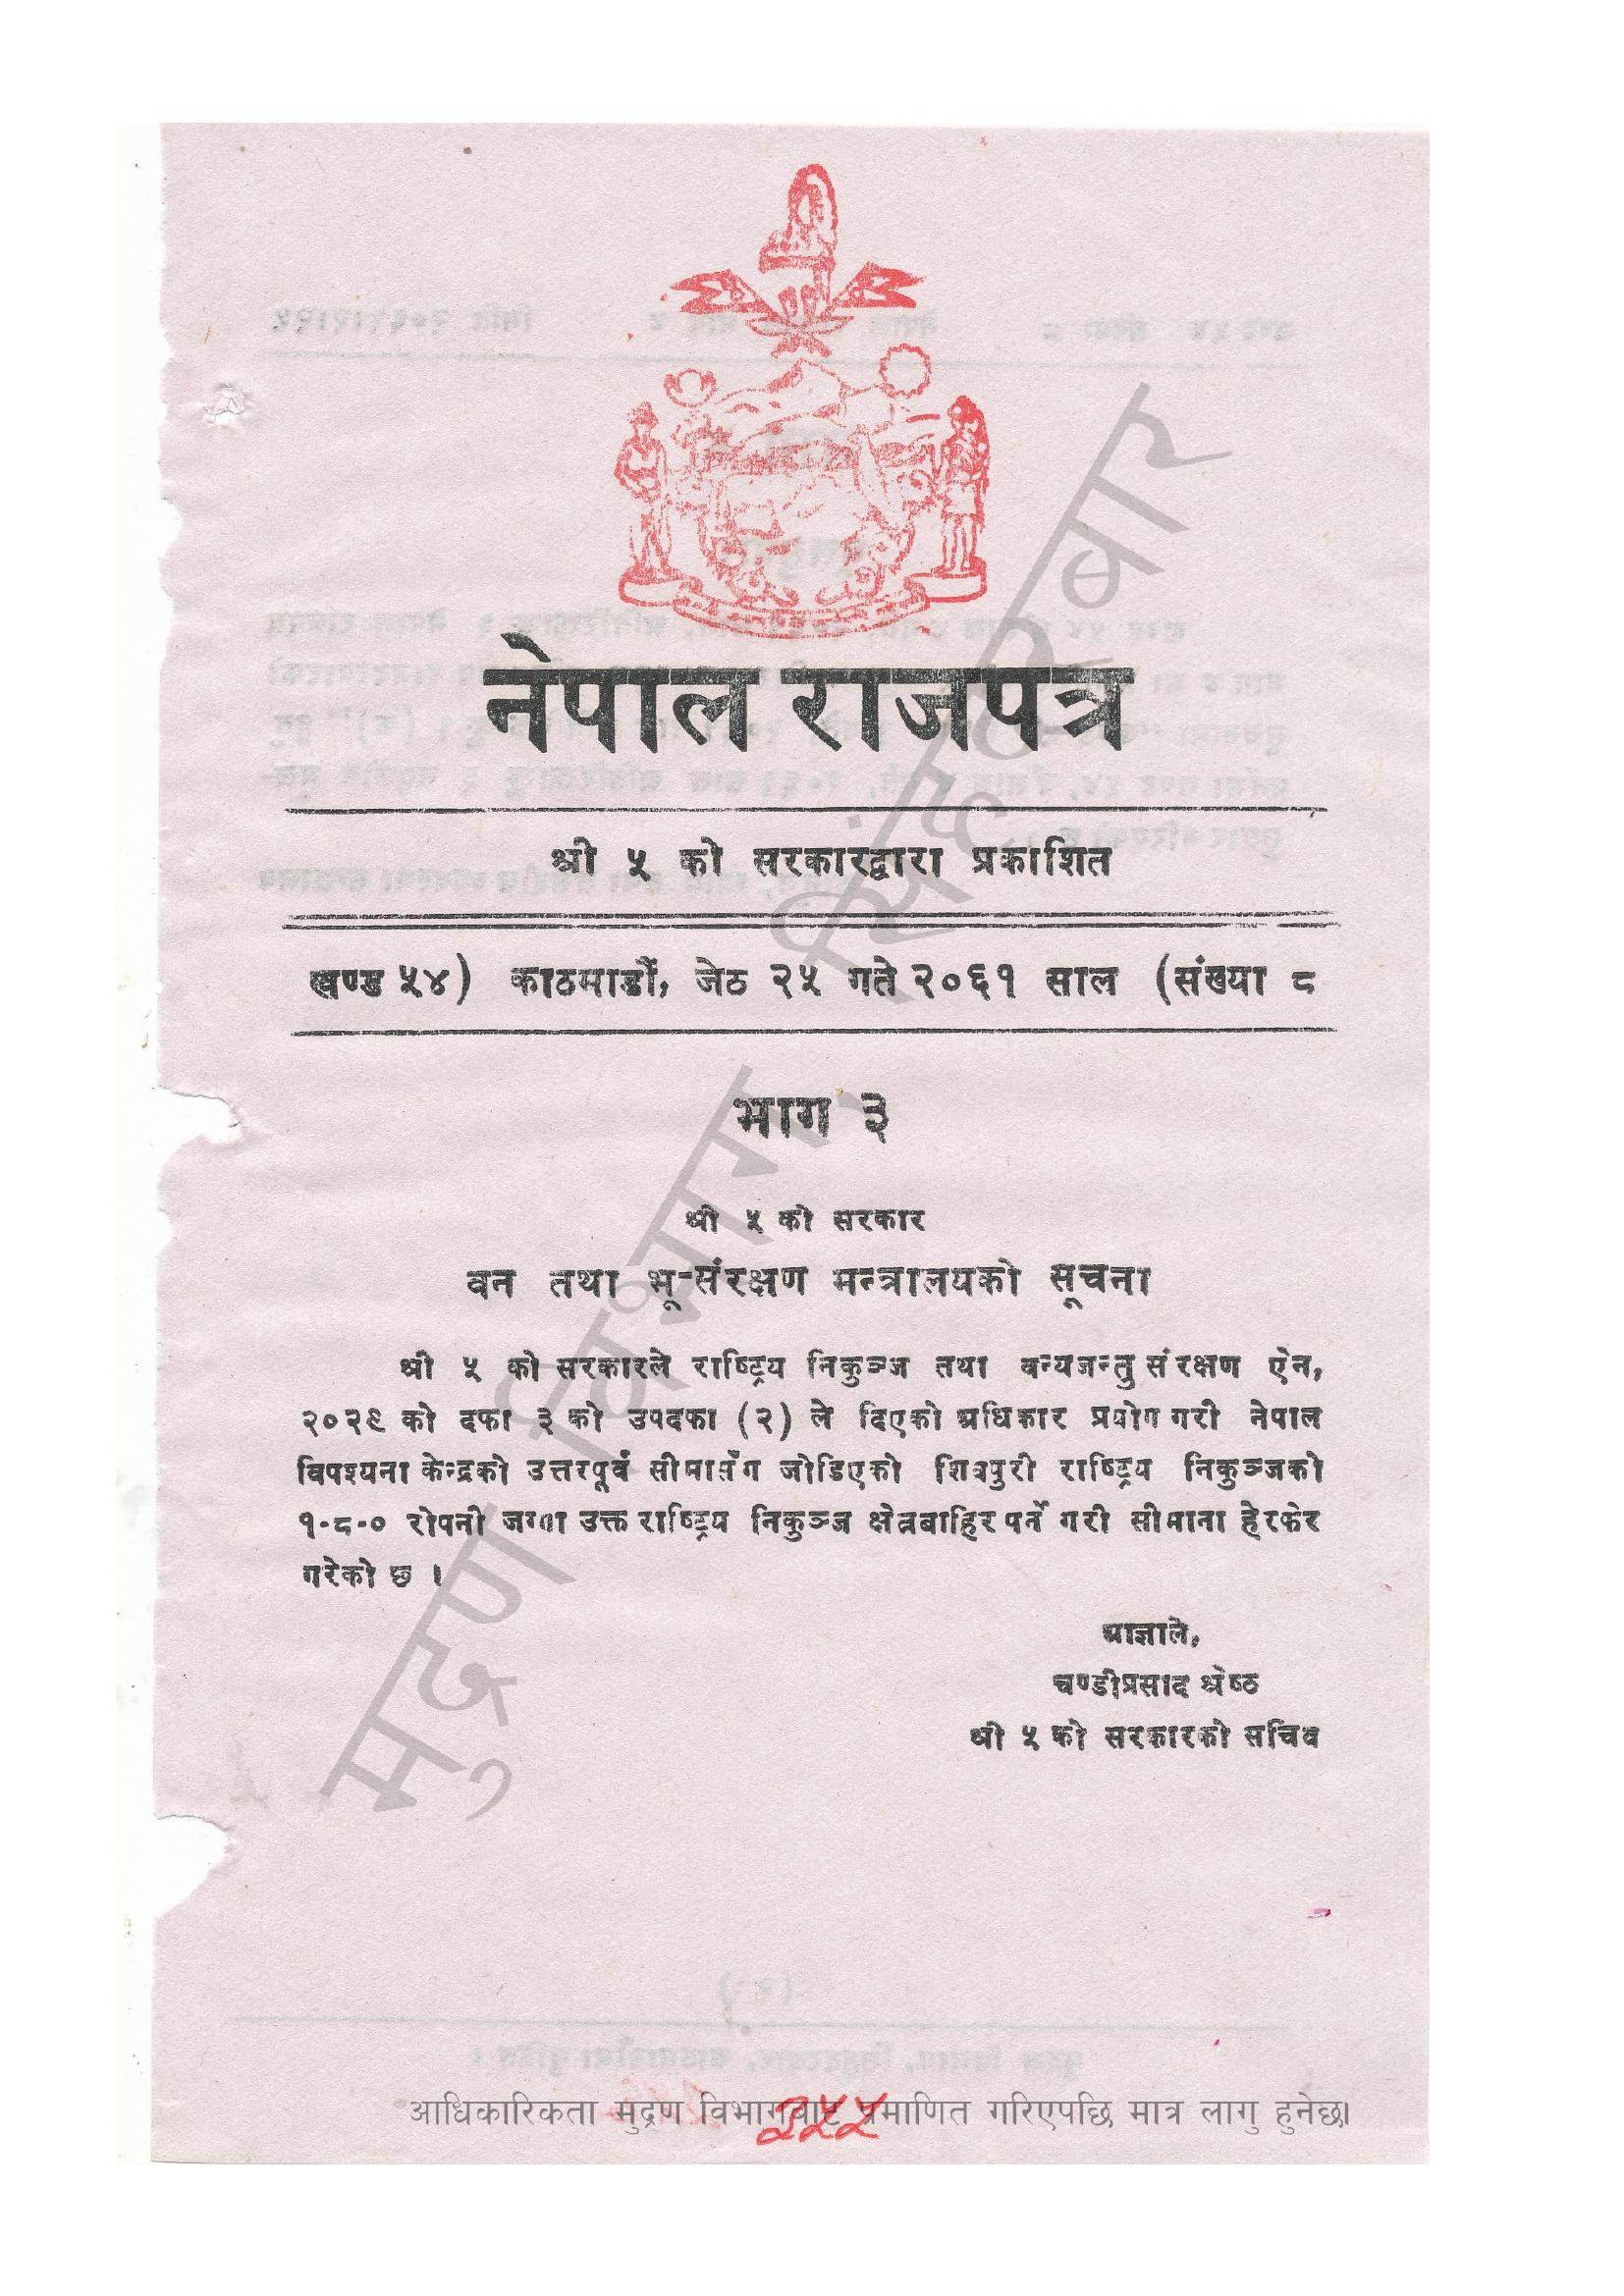 नेपाल राजपत्र
श्री ५ को सरकारद्वारा प्रकाशित
खण्ड ५४) काठमाडौं, जेठ २५ गते २०६१ साल (संख्या ८
भाग ३
श्री ५ को सरकार
वन तथा भू-संरक्षण मन्त्रालयको सूचना
श्री ५ को सरकारले राष्ट्रिय निकुञ्ज तथा वन्यजन्तु संरक्षण ऐन,
२०२९ को दफा ३ को उपदफा (२) ले दिएको अधिकार प्रयोग गरी नेपाल
विपश्यना केन्द्रको उत्तरपूर्व सीमासँग जोडिएको शिवपुरी राष्ट्रिय निकुञ्जको
१-८-० रोपनी जग्गा उक्त राष्ट्रिय निकुञ्ज क्षेत्रबाहिर पर्ने गरी सीमाना हेरफेर
गरेको छ ।
आज्ञाले,
चण्डीप्रसाद श्रेष्ठ
श्री ५ को सरकारको सचिव
मुद्रण विभाग, सिंहदरबार
आधिकारिकता मुद्रण विभागबाट प्रमाणित गरिएपछि मात्र लागु हुनेछ।
३५५